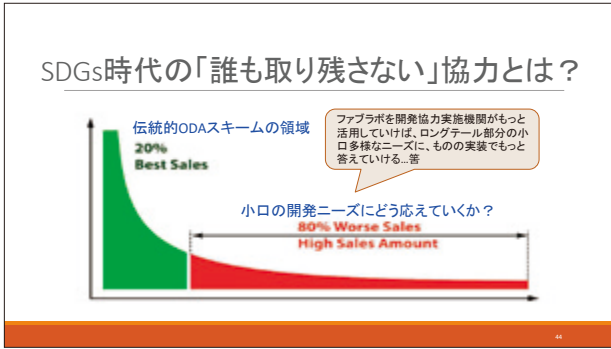 SDGs時代の「誰も取り残さない」協力とは？
伝統的ODAスキームの領域
20%
Best Sales
ファブラボを開発協力実施機関がもっと
活用していけば、ロングテール部分の小
口多様なニーズに、ものの実装でもっと
答えていける…筈
小口の開発ニーズにどう応えていくか？
80% Worse Sales
High Sales Amount
44